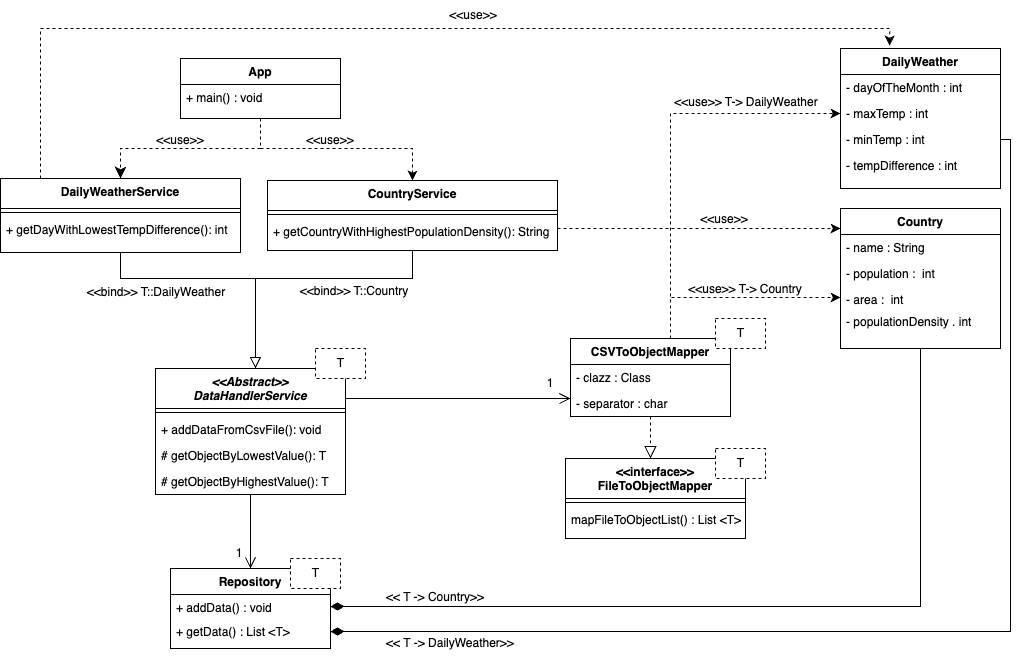 <<use>>
App
+ main() : void
<<use>>
<<use>>
DailyWeather
- dayOfTheMonth : int
- maxTemp : int
- minTemp : int
- tempDifference : int
<<use>> T-> DailyWeather
DailyWeatherService
+ getDayWithLowestTempDifference(): int
CountryService
+ getCountryWithHighestPopulationDensity(): String
<<use>>
Country
- name : String
- population :  int
- area :  int
- populationDensity . int
<<bind>> T::DailyWeather
<<bind>> T::Country
<<use>> T-> Country
T
<<Abstract>>
DataHandlerService
+ addDataFromCsvFile(): void
# getObjectByLowestValue(): T
# getObjectByHighestValue(): T
1
T
CSVToObjectMapper
- clazz : Class
- separator : char
T
<<interface>>
FileToObjectMapper
mapFileToObjectList() : List <T>
1
T
Repository
+ addData() : void
+ getData() : List <T>
<< T -> Country>>
<< T -> DailyWeather>>